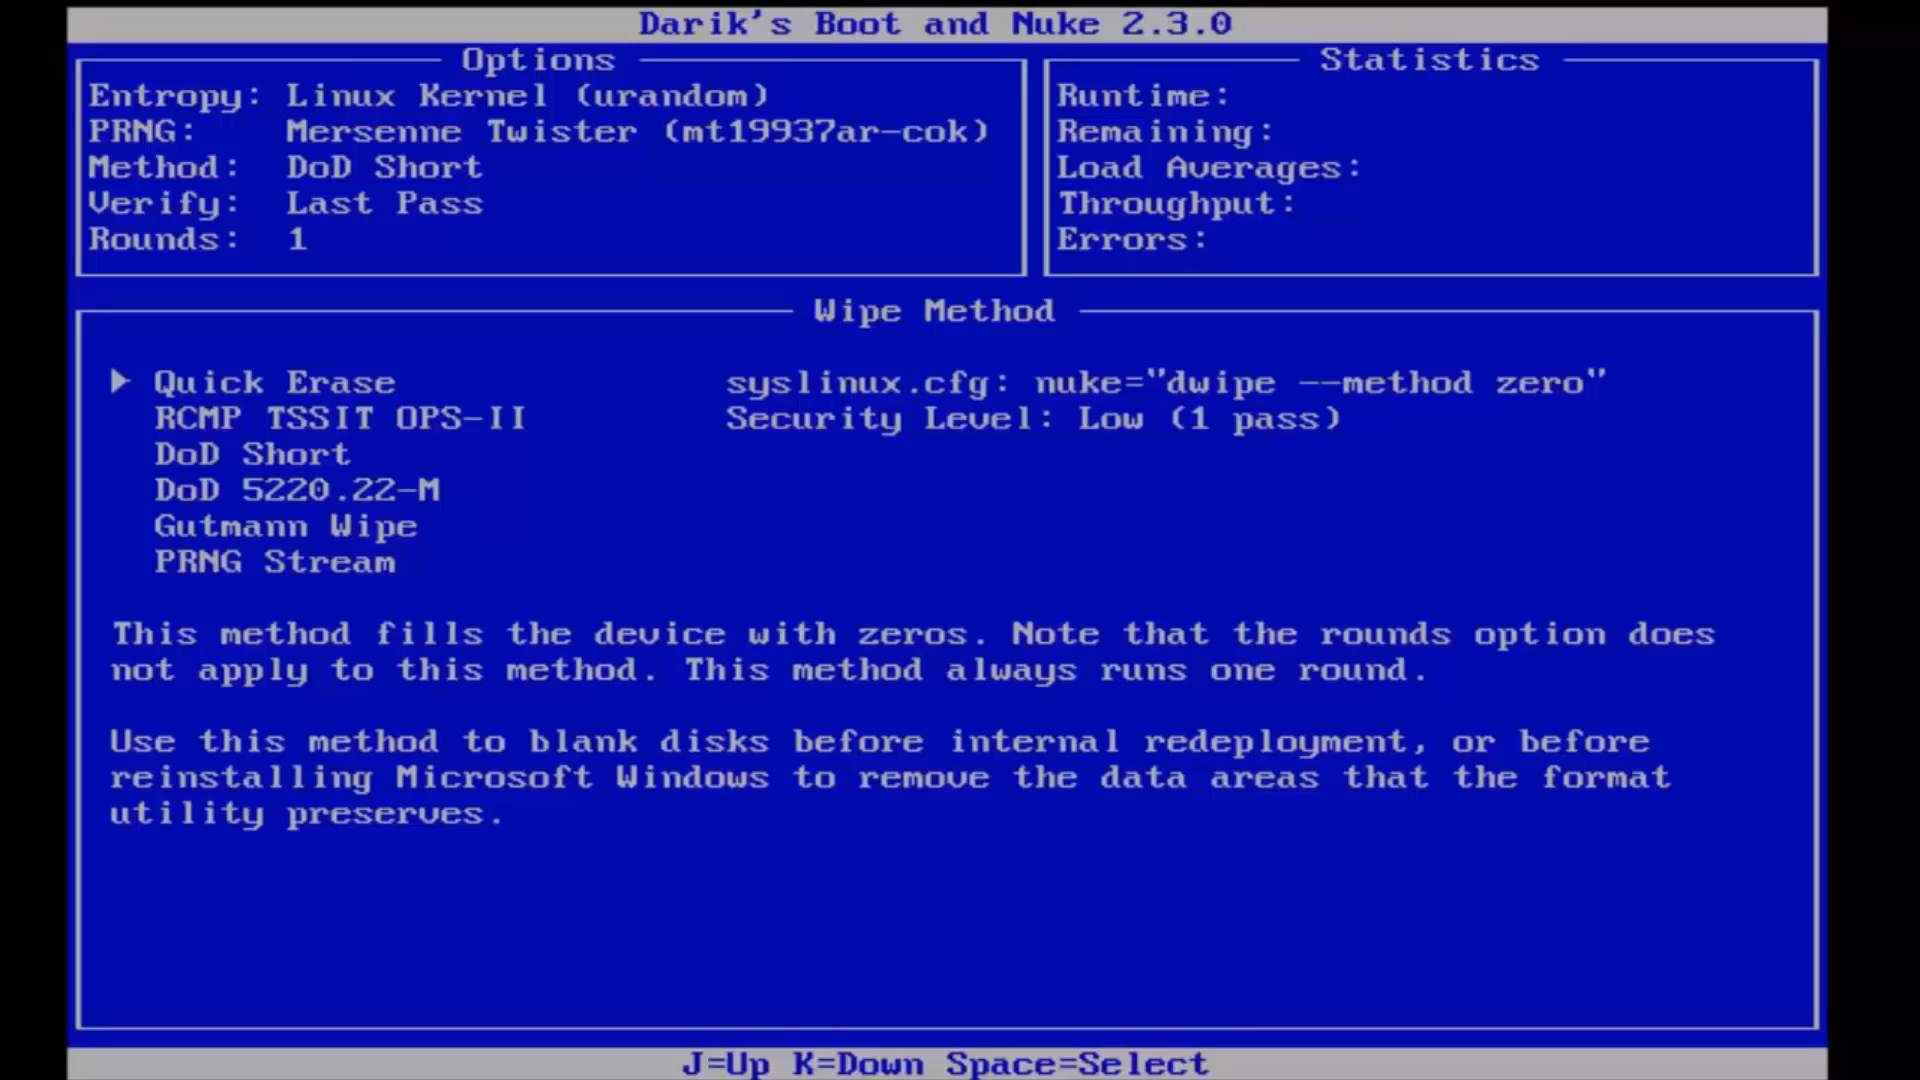 Darik's Boot and Nuke 2.3.0
Options
Entropy: Linux Kernel (urandom)
PRNG: Mersenne Twister (mt19937ar-cok)
Method: DoD Short
Verify: Last Pass
Rounds: 1
Statistics
Runtime:
Remaining:
Load Averages:
Throughput:
Errors:
Wipe Method
Quick Erase
RCMP TSSIT OPS-II
DoD Short
DoD 5220.22-M
Gutmann Wipe
PRNG Stream
syslinux.cfg: nuke="dwipe --method zero"
Security Level: Low (1 pass)
This method fills the device with zeros. Note that the rounds option does
not apply to this method. This method always runs one round.
Use this method to blank disks before internal redeployment, or before
reinstalling Microsoft Windows to remove the data areas that the format
utility preserves.
J=Up K=Down Space=Select